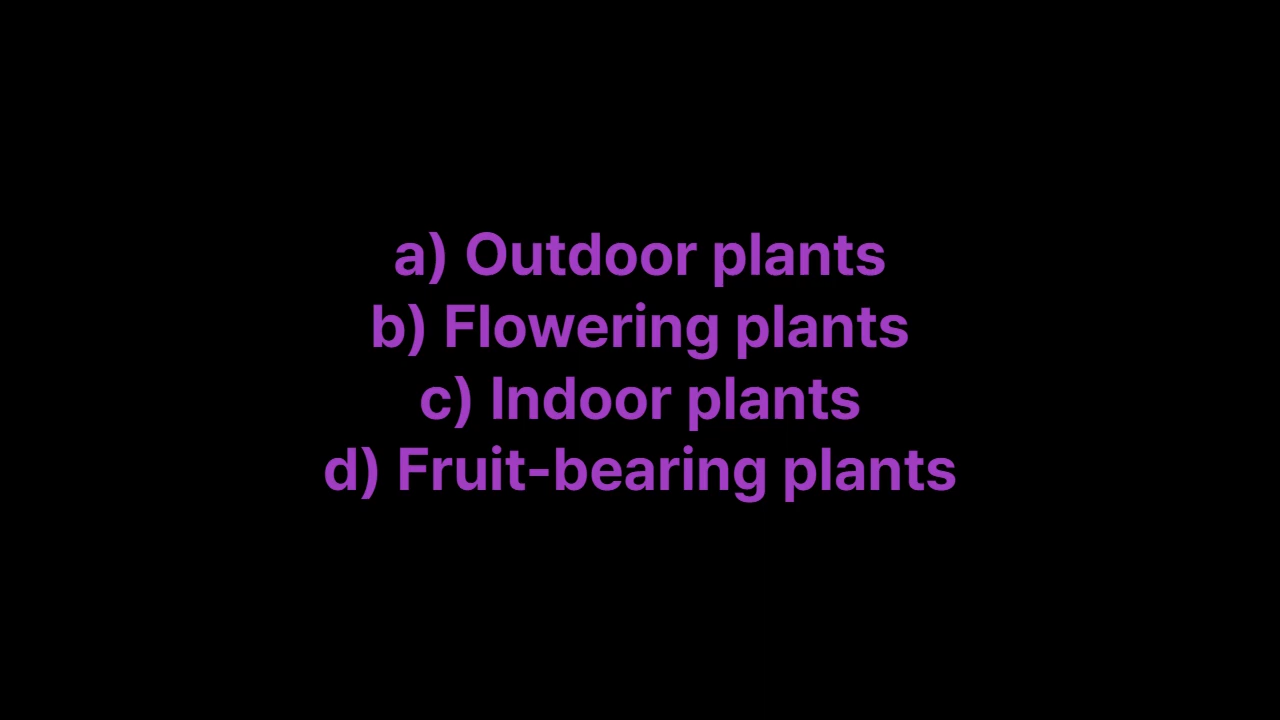 a) Outdoor plants
b) Flowering plants
c) Indoor plants
d) Fruit-bearing plants